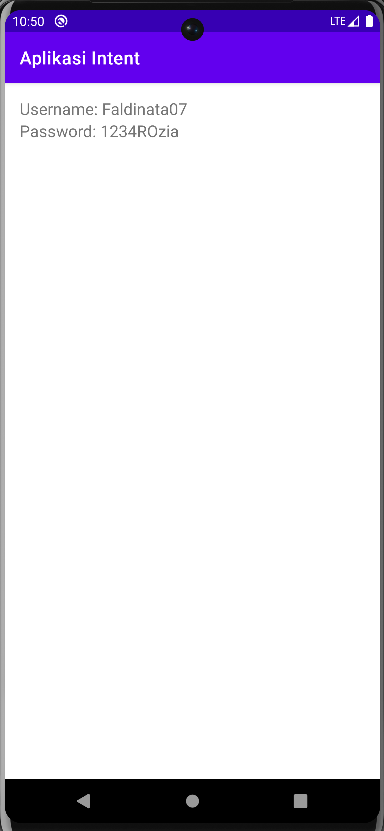 10:50 LTE
Aplikasi Intent
Username: Faldinata07
Password: 1234ROzia